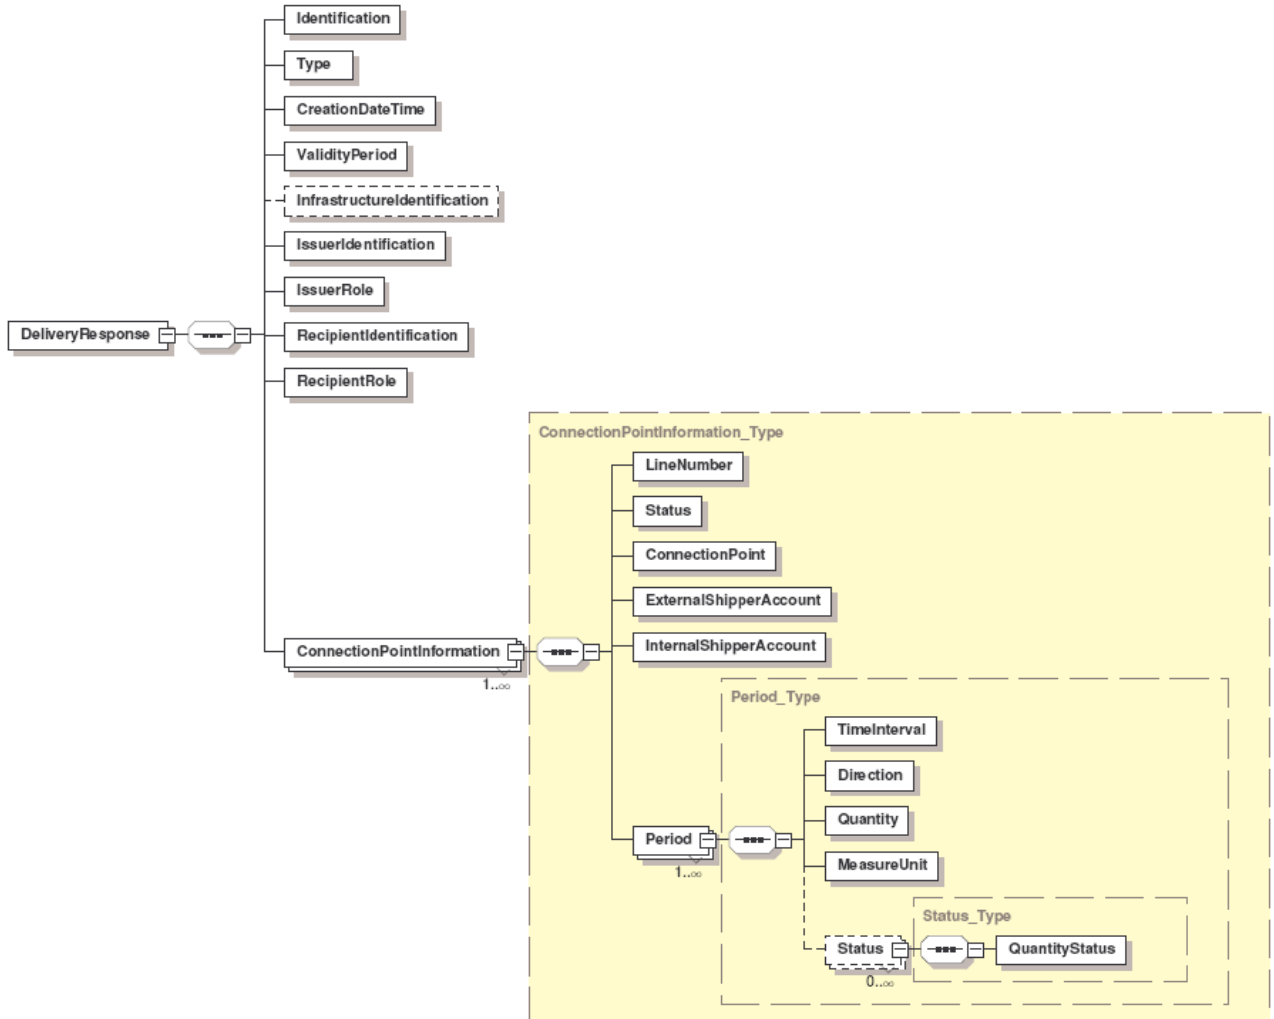 Identification
Type
CreationDateTime
ValidityPeriod
InfrastructureIdentification
IssuerIdentification
IssuerRole
DeliveryResponse
RecipientIdentification
RecipientRole
ConnectionPointInformation_Type
LineNumber
Status
ConnectionPoint
ExternalShipperAccount
InternalShipperAccount
ConnectionPointInformation
1..∞
Period_Type
TimeInterval
Direction
Quantity
Period
1..∞
MeasureUnit
Status_Type
Status
QuantityStatus
0..∞